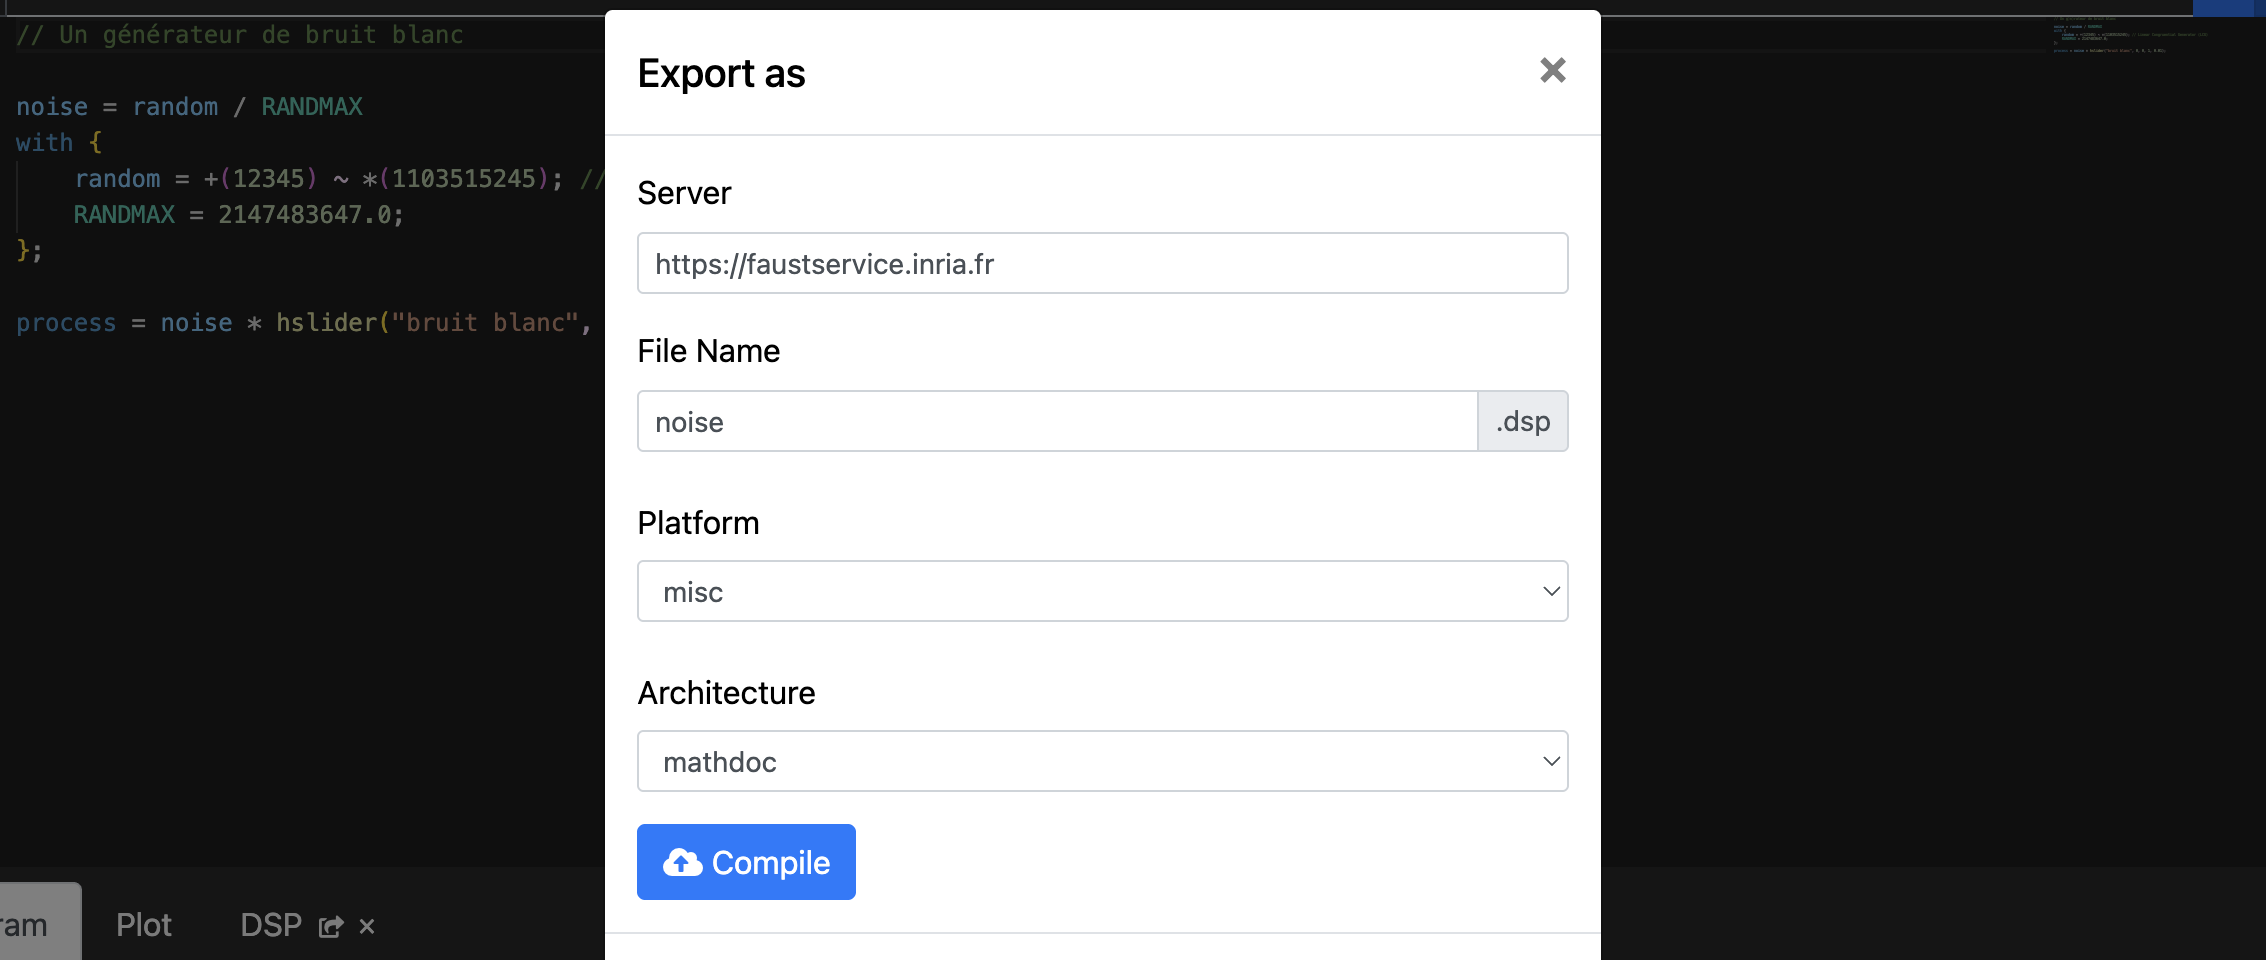 // Un générateur de bruit blanc
noise = random / RANDMAX
with {
random = +(12345) ~ *(1103515245); //
RANDMAX = 2147483647.0;
};
process = noise * hslider("bruit blanc",
Export as
Server
https://faustservice.inria.fr
File Name
noise
.dsp
Platform
misc
Architecture
mathdoc
Compile
ram
Plot
DSP